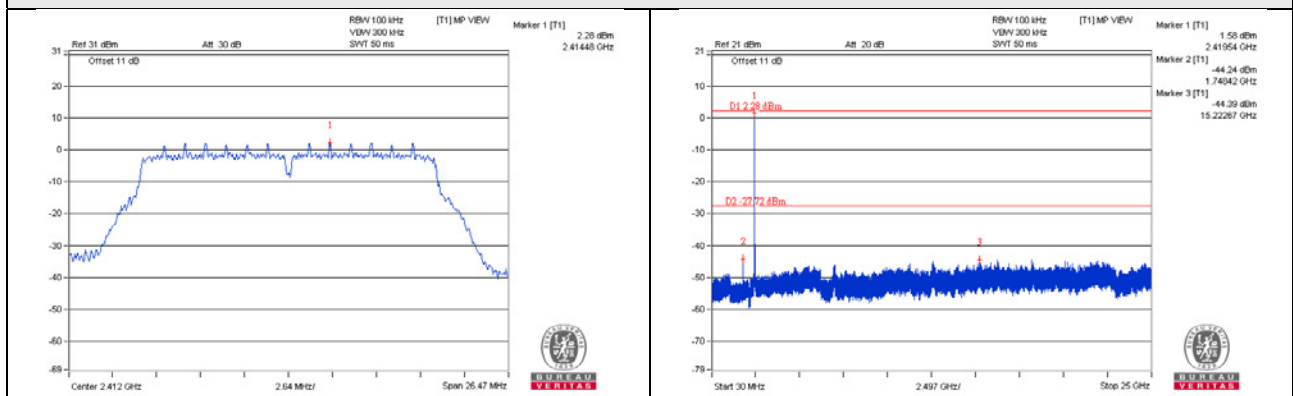 RBW 100 kHz
[T1] MP VIEW
Marker 1 [T1]
VBW 300 kHz
2.28 dBm
Ref 31 dBm
Att 30 dB
SWT 50 ms
2.41448 GHz
31
Offset 11 dB
20
10
1
0
-10
-20
-30
-40
-50
-60
-69
Center 2.412 GHz
2.64 MHz/
Span 26.47 MHz
BUREAU
VERITAS
RBW 100 kHz
[T1] MP VIEW
Marker 1 [T1]
VBW 300 kHz
1.58 dBm
Ref 21 dBm
Att 20 dB
SWT 50 ms
2.41954 GHz
21
Offset 11 dB
Marker 2 [T1]
-44.24 dBm
1.74842 GHz
10
Marker 3 [T1]
-44.39 dBm
15.22267 GHz
1
D1 2.28 dBm
0
-10
-20
D2 -27.72 dBm
-30
-40
2
3
-50
-60
-70
-79
Start 30 MHz
2.497 GHz/
Stop 25 GHz
BUREAU
VERITAS